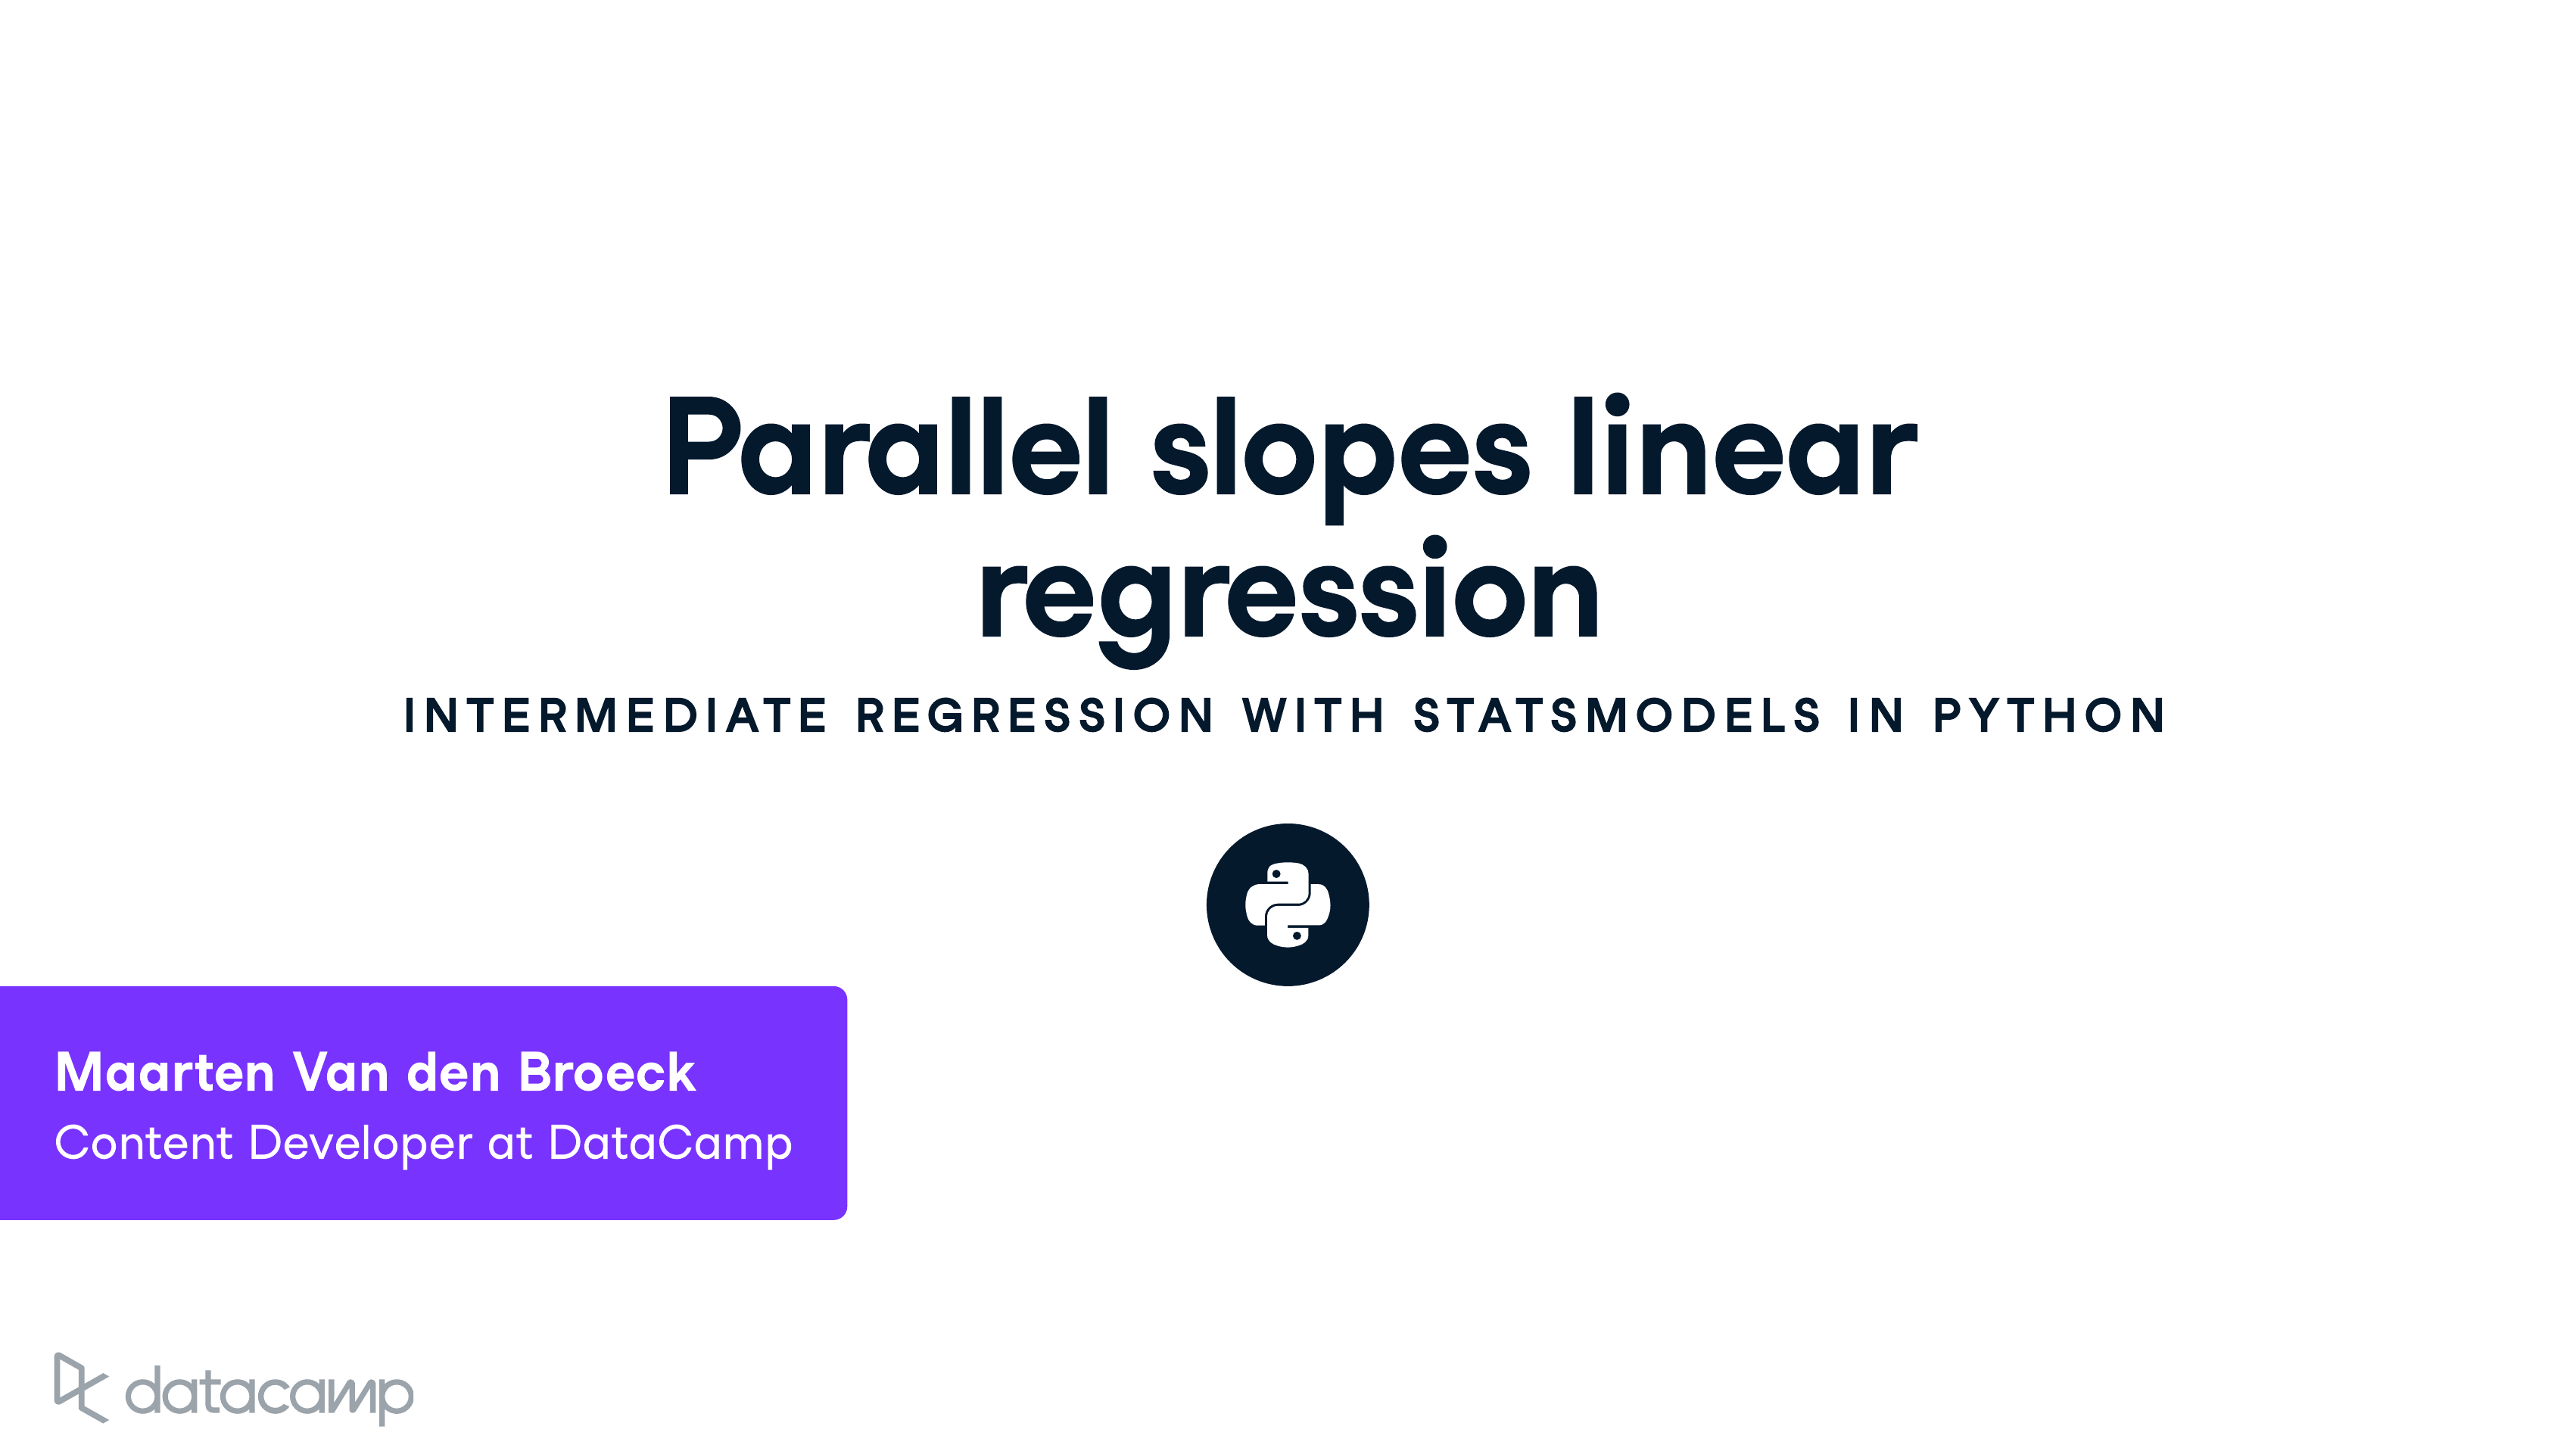 Parallel slopes linear
regression
INTERMEDIATE REGRESSION WITH STATSMODELS IN PYTHON
Maarten Van den Broeck
Content Developer at DataCamp
datacamp